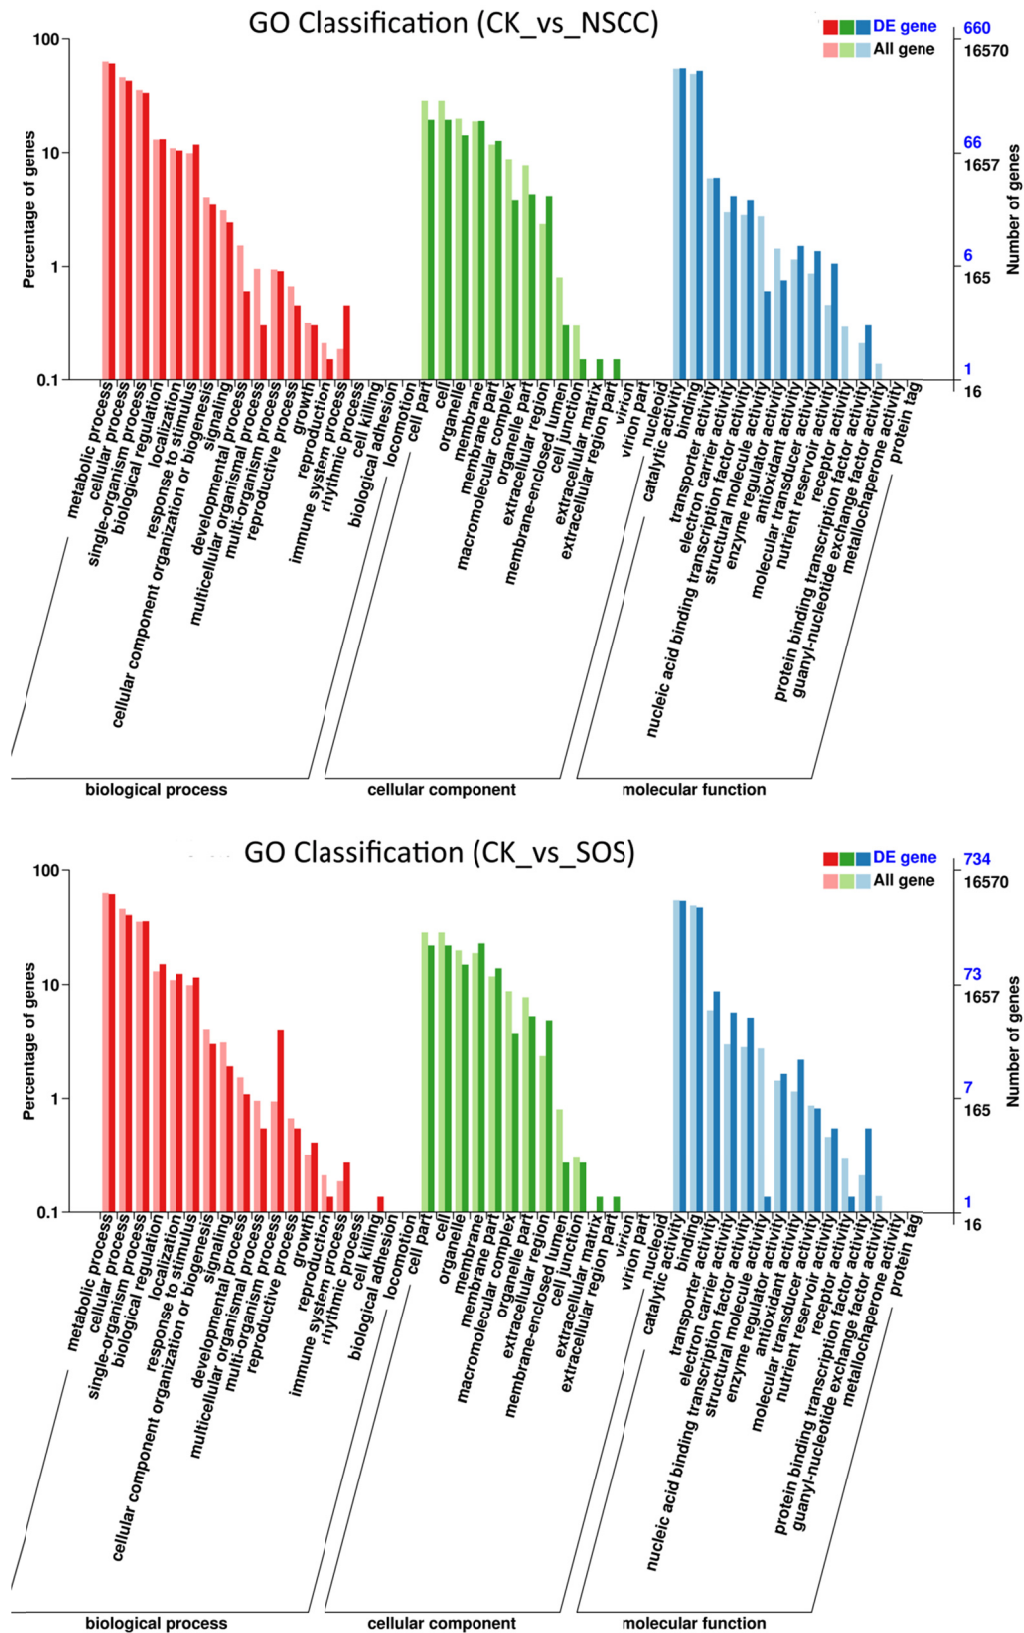 GO Classification (CK_vs_NSCC)
DE gene
All gene
660
16570
66
1657
6
165
1
16
100
10
1
0.1
Percentage of genes
Number of genes
metabolic process
cellular process
single-organism process
biological regulation
localization
response to stimulus
cellular component organization or biogenesis
signaling
developmental process
multicellular organismal process
multi-organism process
reproductive process
growth
reproduction
immune system process
rhythmic process
cell killing
biological adhesion
locomotion
cell part
cell
organelle
membrane
membrane part
macromolecular complex
organelle part
extracellular region
membrane-enclosed lumen
cell junction
extracellular matrix
extracellular region part
virion
virion part
nucleoid
catalytic activity
binding
transporter activity
electron carrier activity
nucleic acid binding transcription factor activity
structural molecule activity
enzyme regulator activity
antioxidant activity
molecular transducer activity
nutrient reservoir activity
receptor activity
protein binding transcription factor activity
guanyl-nucleotide exchange factor activity
metallochaperone activity
protein tag
biological process
cellular component
molecular function
GO Classification (CK_vs_SOS)
DE gene
All gene
734
16570
73
1657
7
165
1
16
100
10
1
0.1
Percentage of genes
Number of genes
metabolic process
cellular process
single-organism process
biological regulation
localization
response to stimulus
cellular component organization or biogenesis
signaling
developmental process
multicellular organismal process
multi-organism process
reproductive process
growth
reproduction
immune system process
rhythmic process
cell killing
biological adhesion
locomotion
cell part
cell
organelle
membrane
membrane part
macromolecular complex
organelle part
extracellular region
membrane-enclosed lumen
cell junction
extracellular matrix
extracellular region part
virion
virion part
nucleoid
catalytic activity
binding
transporter activity
electron carrier activity
nucleic acid binding transcription factor activity
structural molecule activity
enzyme regulator activity
antioxidant activity
molecular transducer activity
nutrient reservoir activity
receptor activity
protein binding transcription factor activity
guanyl-nucleotide exchange factor activity
metallochaperone activity
protein tag
biological process
cellular component
molecular function